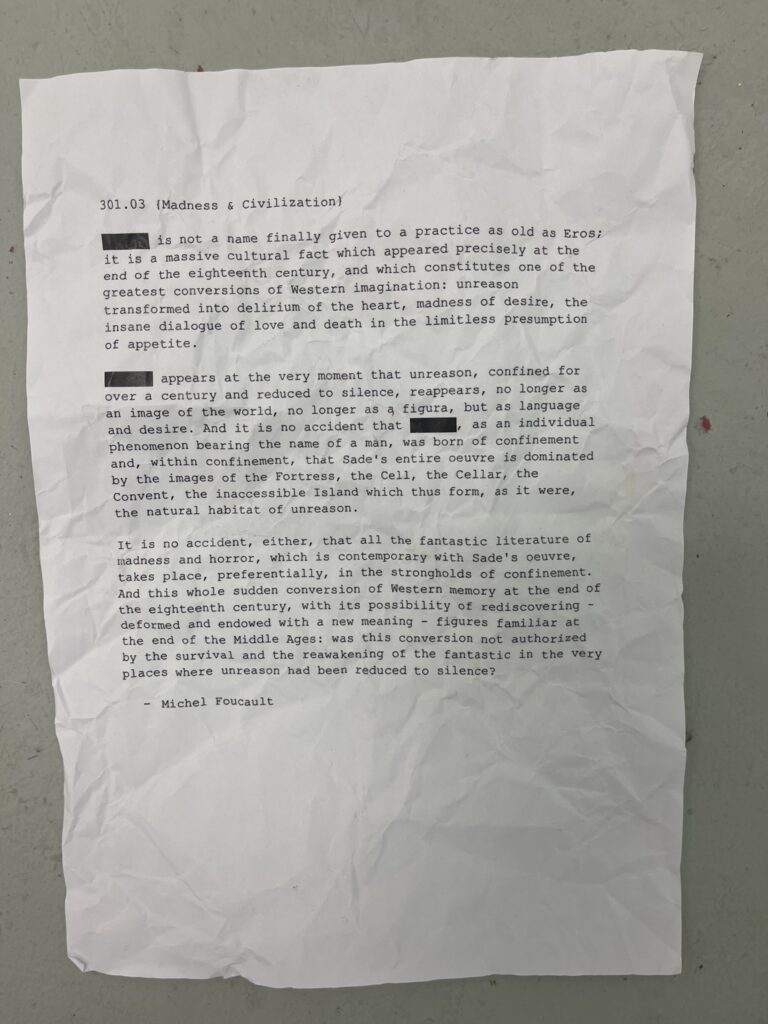 301.03 {Madness & Civilization}
is not a name finally given to a practice as old as Eros;
it is a massive cultural fact which appeared precisely at the
end of the eighteenth century, and which constitutes one of the
greatest conversions of Western imagination: unreason
transformed into delirium of the heart, madness of desire, the
insane dialogue of love and death in the limitless presumption
of appetite.
appears at the very moment that unreason, confined for
over a century and reduced to silence, reappears, no longer as
an image of the world, no longer as a figura, but as language
and desire. And it is no accident that , as an individual
phenomenon bearing the name of a man, was born of confinement
and, within confinement, that Sade's entire oeuvre is dominated
by the images of the Fortress, the Cell, the Cellar, the
Convent, the inaccessible Island which thus form, as it were,
the natural habitat of unreason.
It is no accident, either, that all the fantastic literature of
madness and horror, which is contemporary with Sade's oeuvre,
takes place, preferentially, in the strongholds of confinement.
And this whole sudden conversion of Western memory at the end of
the eighteenth century, with its possibility of rediscovering -
deformed and endowed with a new meaning - figures familiar at
the end of the Middle Ages: was this conversion not authorized
by the survival and the reawakening of the fantastic in the very
places where unreason had been reduced to silence?
- Michel Foucault